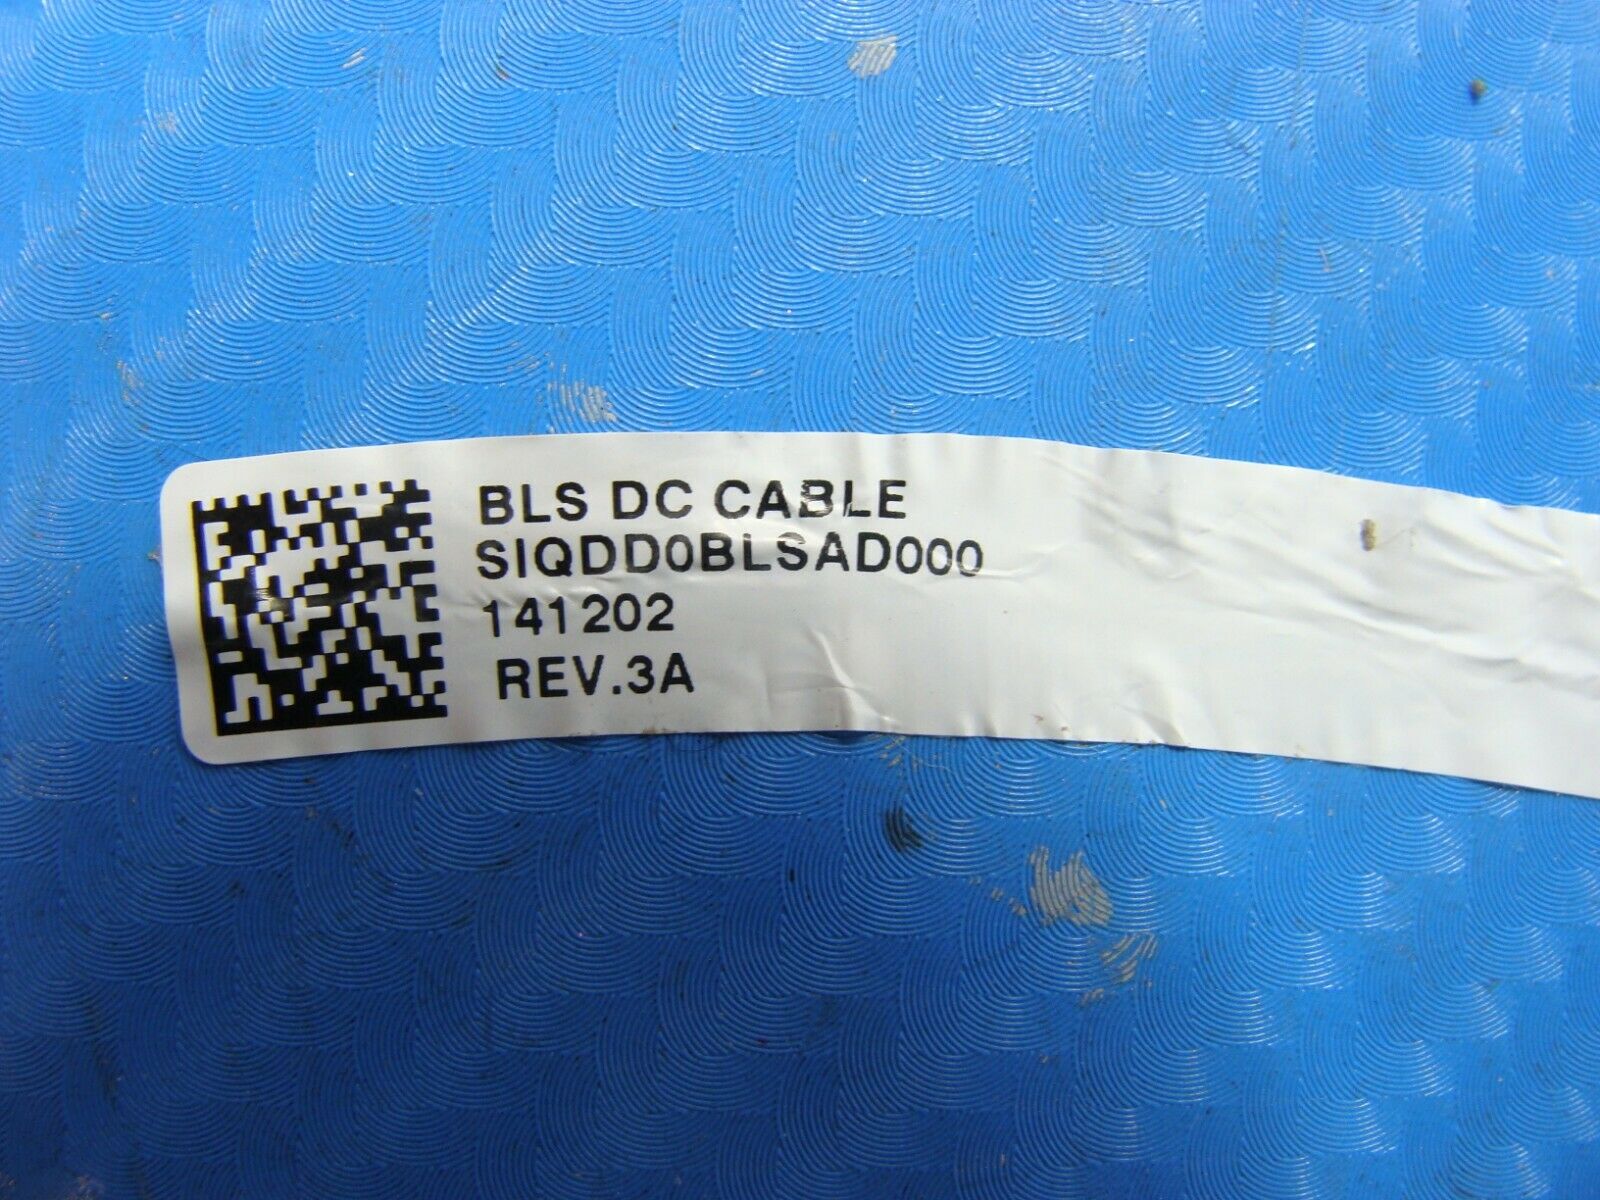 BLS DC CABLE
SIQDD0BLSAD000
141202
REV.3A